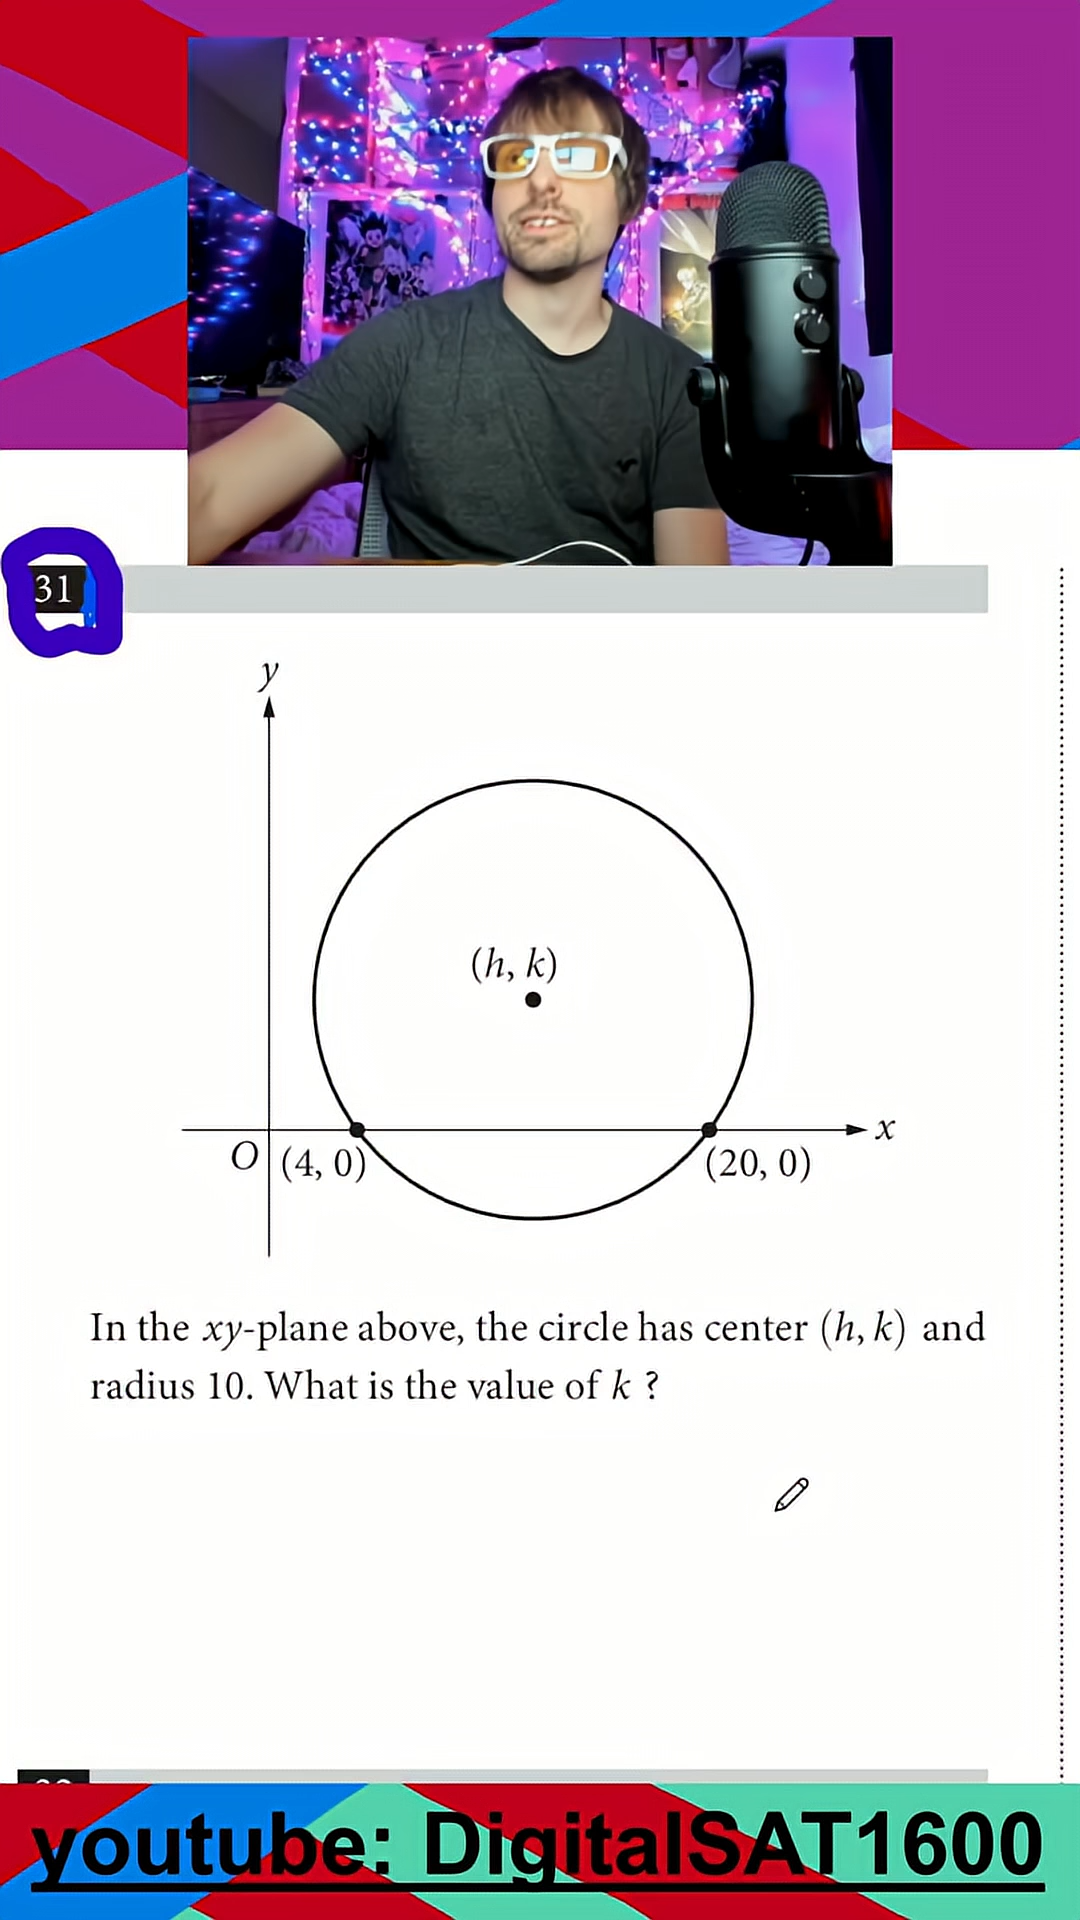 31
y
(h, k)
x
O
(4, 0)
(20, 0)
In the xy-plane above, the circle has center (h, k) and
radius 10. What is the value of k ?
youtube: DigitalSAT1600